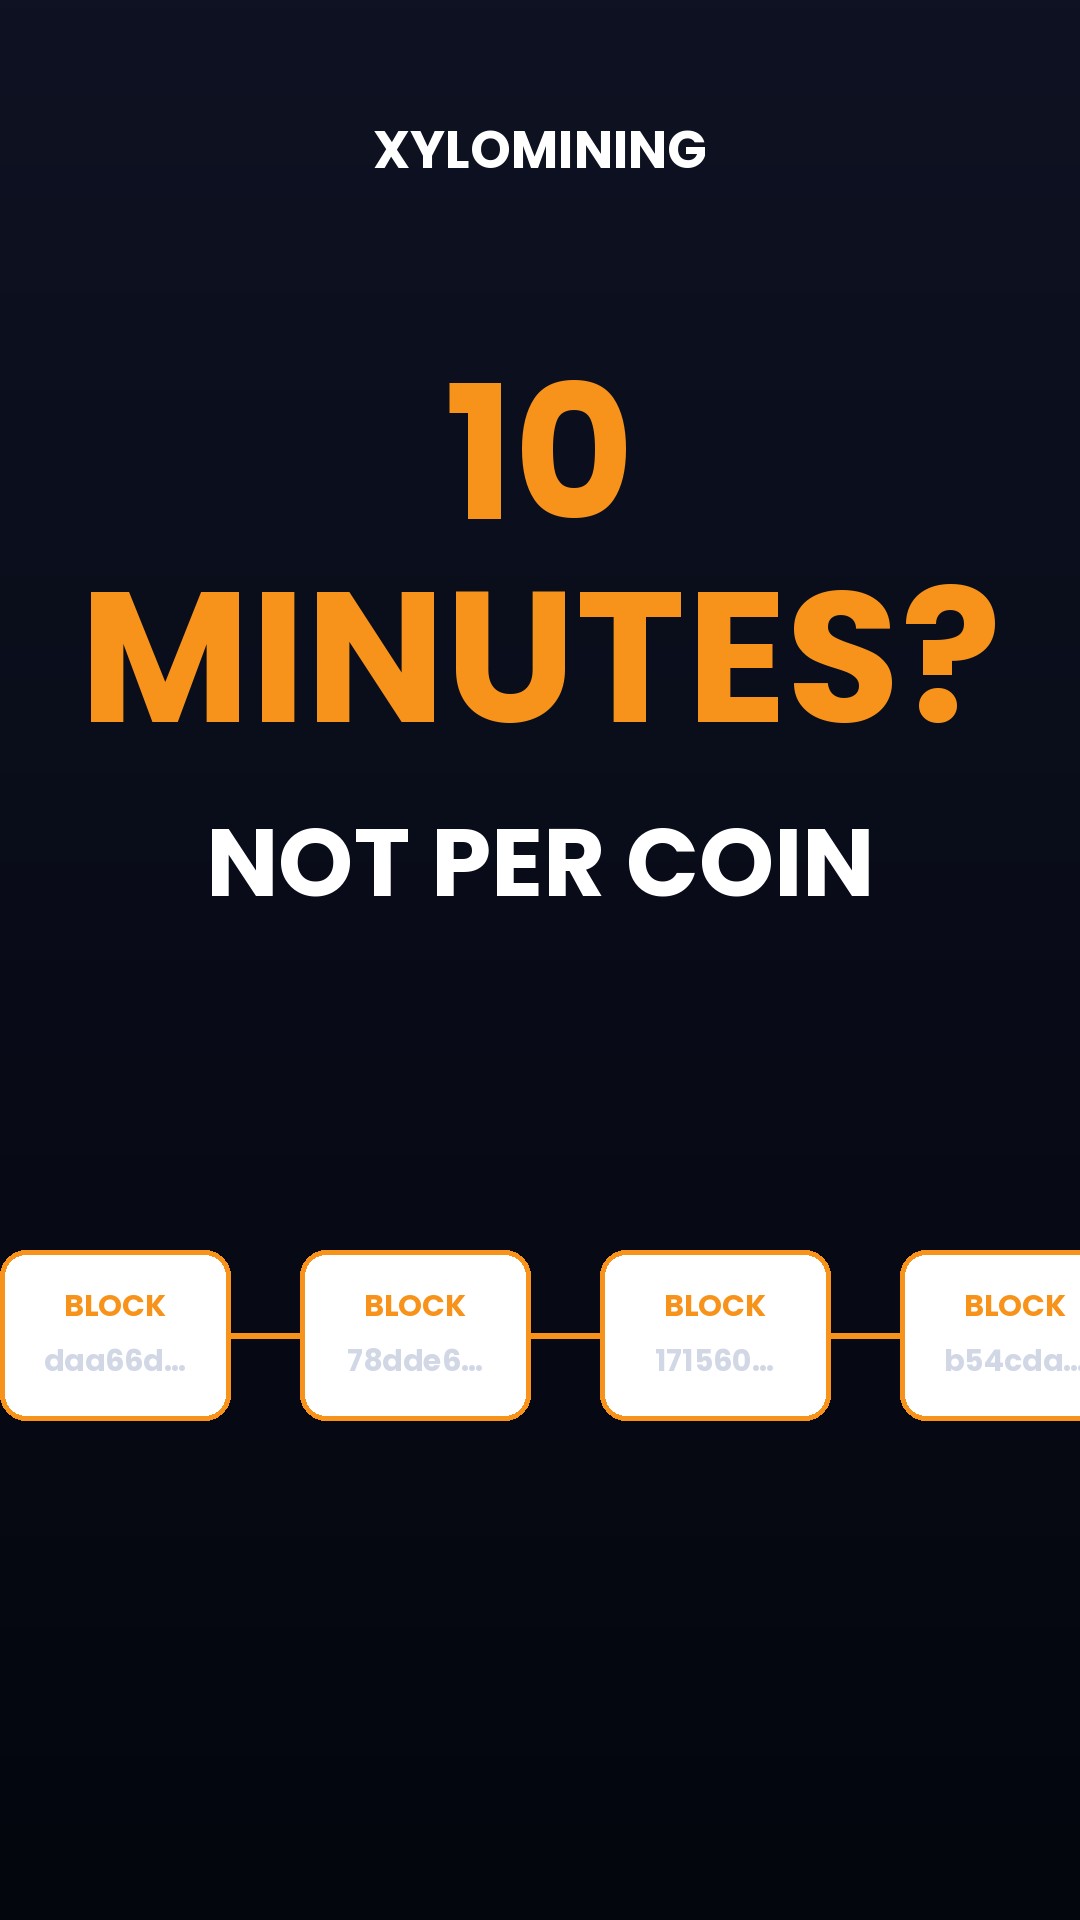 XYLOMINING
10
MINUTES?
NOT PER COIN
BLOCK BLOCK BLOCK BLOCK
daa66d... 78dde6... 171560... b54cda...